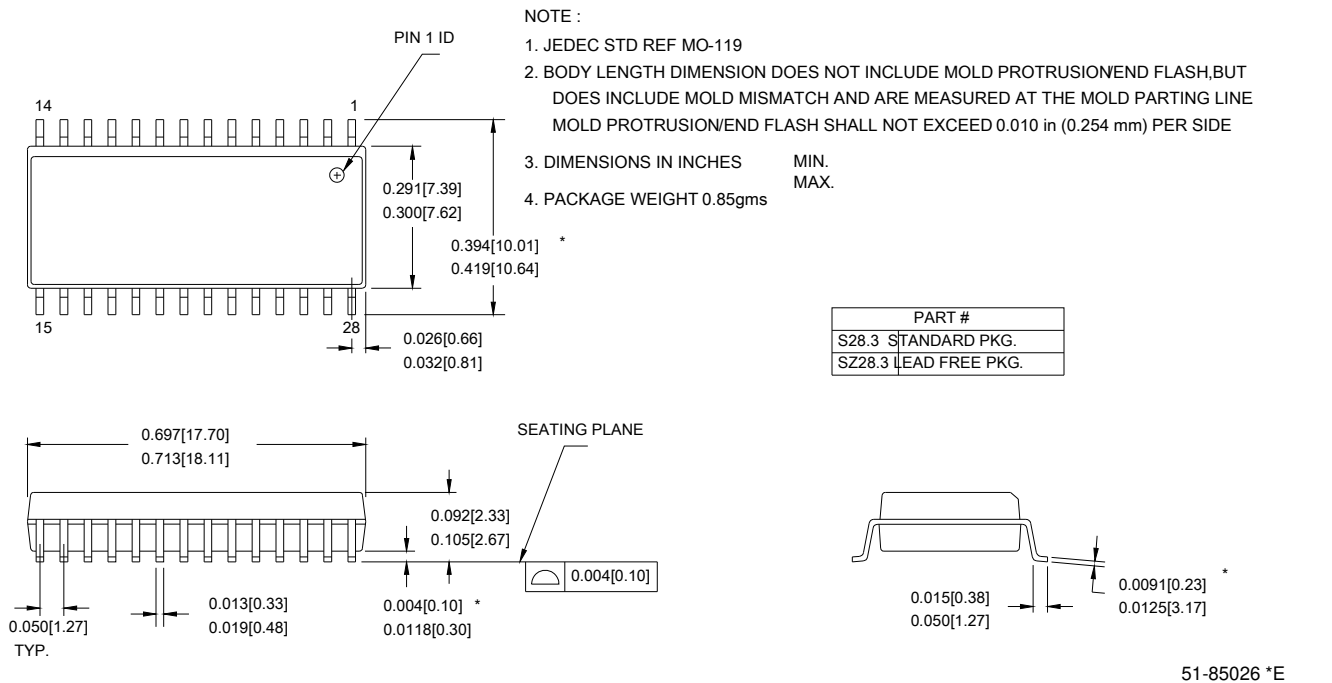 NOTE :
1. JEDEC STD REF MO-119
2. BODY LENGTH DIMENSION DOES NOT INCLUDE MOLD PROTRUSION/END FLASH,BUT
DOES INCLUDE MOLD MISMATCH AND ARE MEASURED AT THE MOLD PARTING LINE
MOLD PROTRUSION/END FLASH SHALL NOT EXCEED 0.010 in (0.254 mm) PER SIDE
3. DIMENSIONS IN INCHES MIN.
MAX.
4. PACKAGE WEIGHT 0.85gms
PIN 1 ID
14 1
0.291[7.39]
0.300[7.62]
0.394[10.01] *
0.419[10.64]
15 28
0.026[0.66]
0.032[0.81]
PART #
S28.3 STANDARD PKG.
SZ28.3 LEAD FREE PKG.
0.697[17.70]
0.713[18.11]
SEATING PLANE
0.092[2.33]
0.105[2.67]
0.004[0.10]
0.050[1.27]
TYP.
0.013[0.33]
0.019[0.48]
0.004[0.10] *
0.0118[0.30]
0.015[0.38]
0.050[1.27]
0.0091[0.23] *
0.0125[3.17]
51-85026 *E